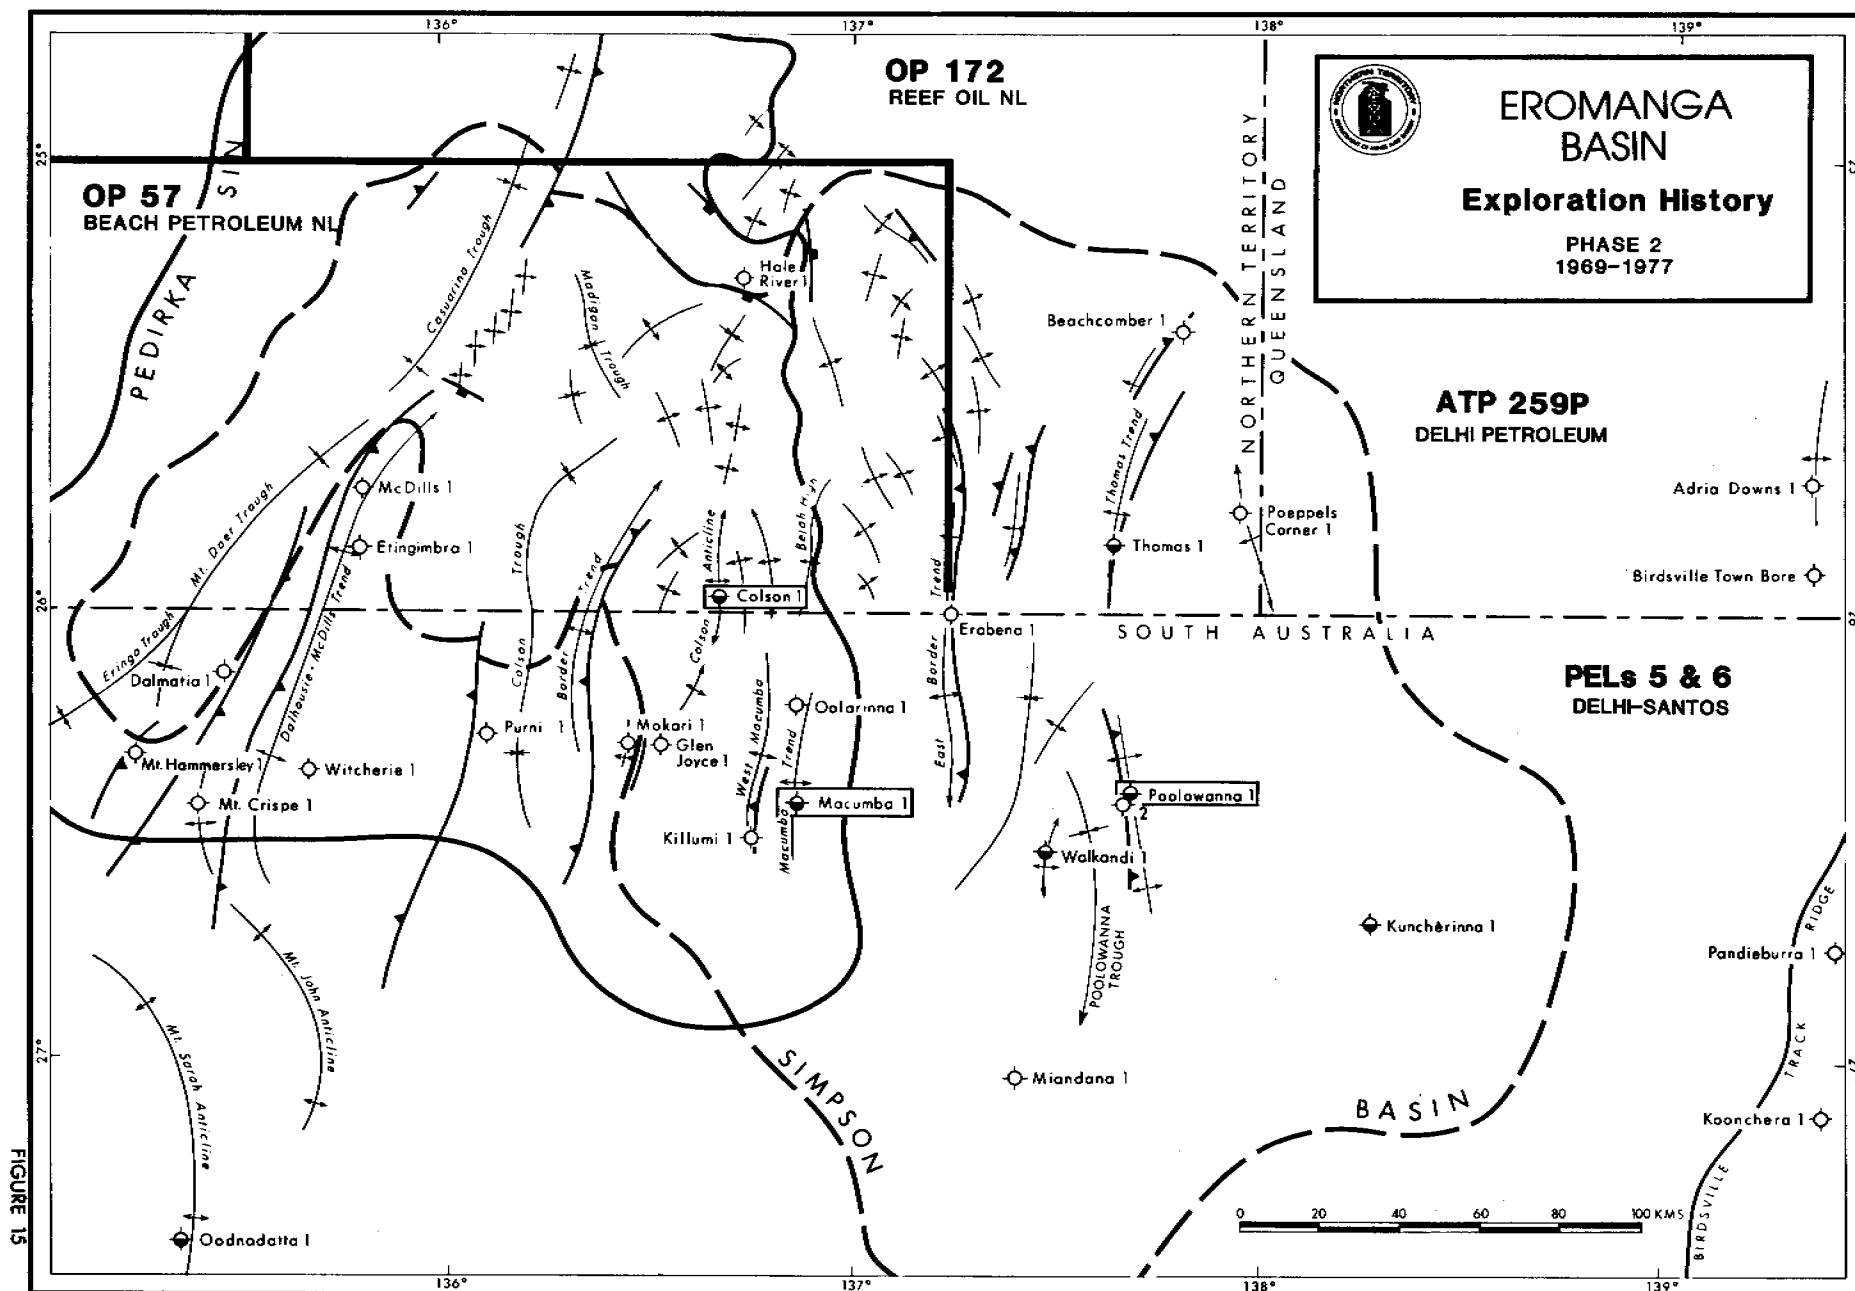 136°
137°
138°
139°
OP 172
REEF OIL NL
NORTHERN TERRITORY
EROMANGA
BASIN
Exploration History
PHASE 2
1969-1977
25°
OP 57
BEACH PETROLEUM NL
PEDIRKA
SIN
Casuarina Trough
Madigan
Trough
Hale
River 1
Beachcomber 1
NORTHERN TERRITORY
QUEENSLAND
ATP 259P
DELHI PETROLEUM
Adria Downs 1
Birdsville Town Bore
McDills 1
Mt. Daer Trough
Etingimbra 1
Dalhousie - McDills Trend
Eringa Trough
Trough
Colson
Border
Trend
Anticline
Colson
Colson 1
Beiah High
Thomas Trend
Thomas 1
Poeppels
Corner 1
26°
Erabena 1
SOUTH AUSTRALIA
Trend
Border
East
PELs 5 & 6
DELHI-SANTOS
Dalmatia 1
Mt. Hammersley 1
Witcherie 1
Mt. Crispe 1
Purni 1
Mokari 1
Glen
Joyce 1
West Macumba
Oolarinna 1
Trend
Macumba
Macumba 1
Killumi 1
Poolowanna 1
2
Walkandi 1
POOLOWANNA
TROUGH
Kuncherinna 1
Pandieburra 1
Koonchera 1
BIRDSVILLE
TRACK
RIDGE
Miandana 1
Mt. John Anticline
Mt. Sarah Anticline
Oodnadatta 1
27°
SIMPSON
BASIN
0 20 40 60 80 100 KMS
136°
137°
138°
139°
FIGURE 15